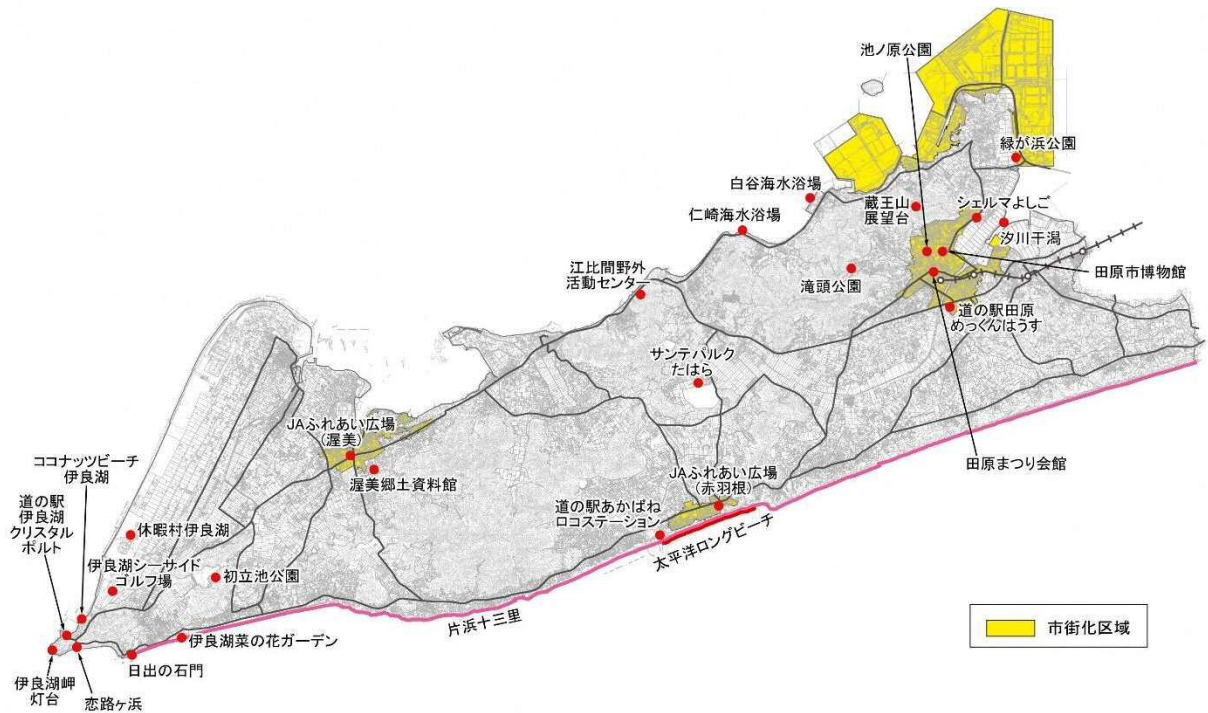 池ノ原公園
緑が浜公園
白谷海水浴場
蔵王山
展望台
シェルマよしご
仁崎海水浴場
汐川干潟
江比間野外
活動センター
滝頭公園
田原市博物館
道の駅田原
めっくんはうす
サンテパルク
たはら
JAふれあい広場
(渥美)
田原まつり会館
ココナッツビーチ
伊良湖
渥美郷土資料館
JAふれあい広場
(赤羽根)
道の駅
伊良湖
クリスタル
ポルト
道の駅あかばね
ロコステーション
太平洋ロングビーチ
休暇村伊良湖
伊良湖シーサイド
ゴルフ場
初立池公園
片浜十三里
市街化区域
伊良湖菜の花ガーデン
日出の石門
伊良湖岬
灯台
恋路ヶ浜